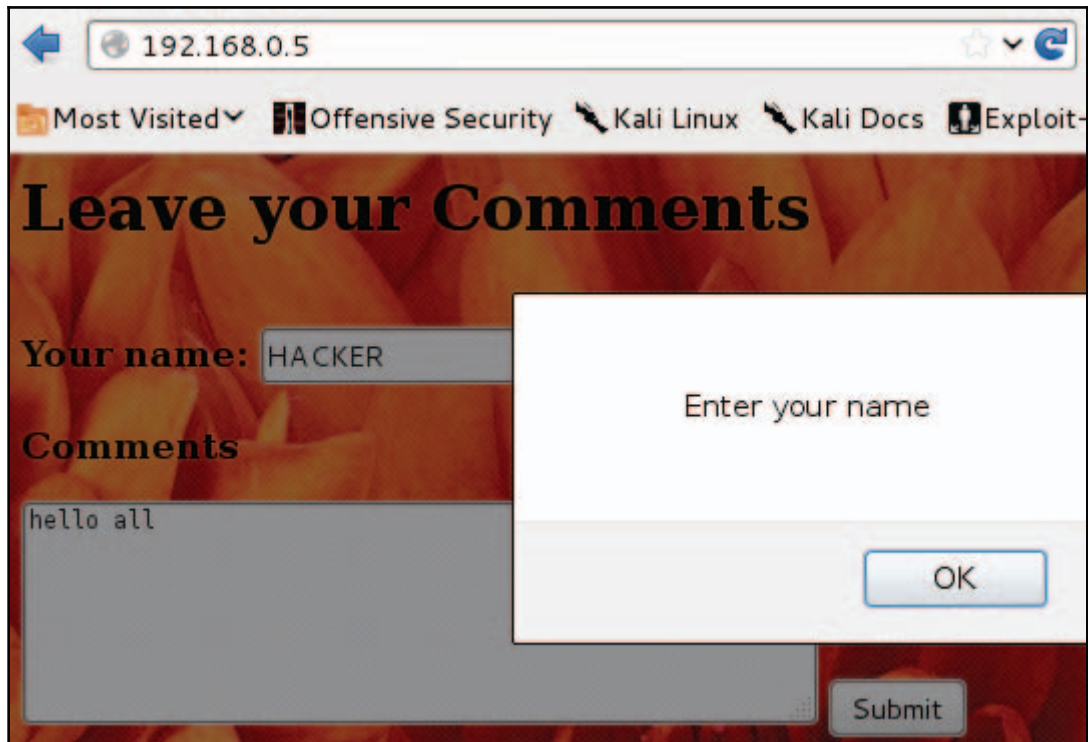 192.168.0.5
Most Visited Offensive Security Kali Linux Kali Docs Exploit-
Leave your Comments
Your name: HACKER
Enter your name
Comments
hello all
OK
Submit